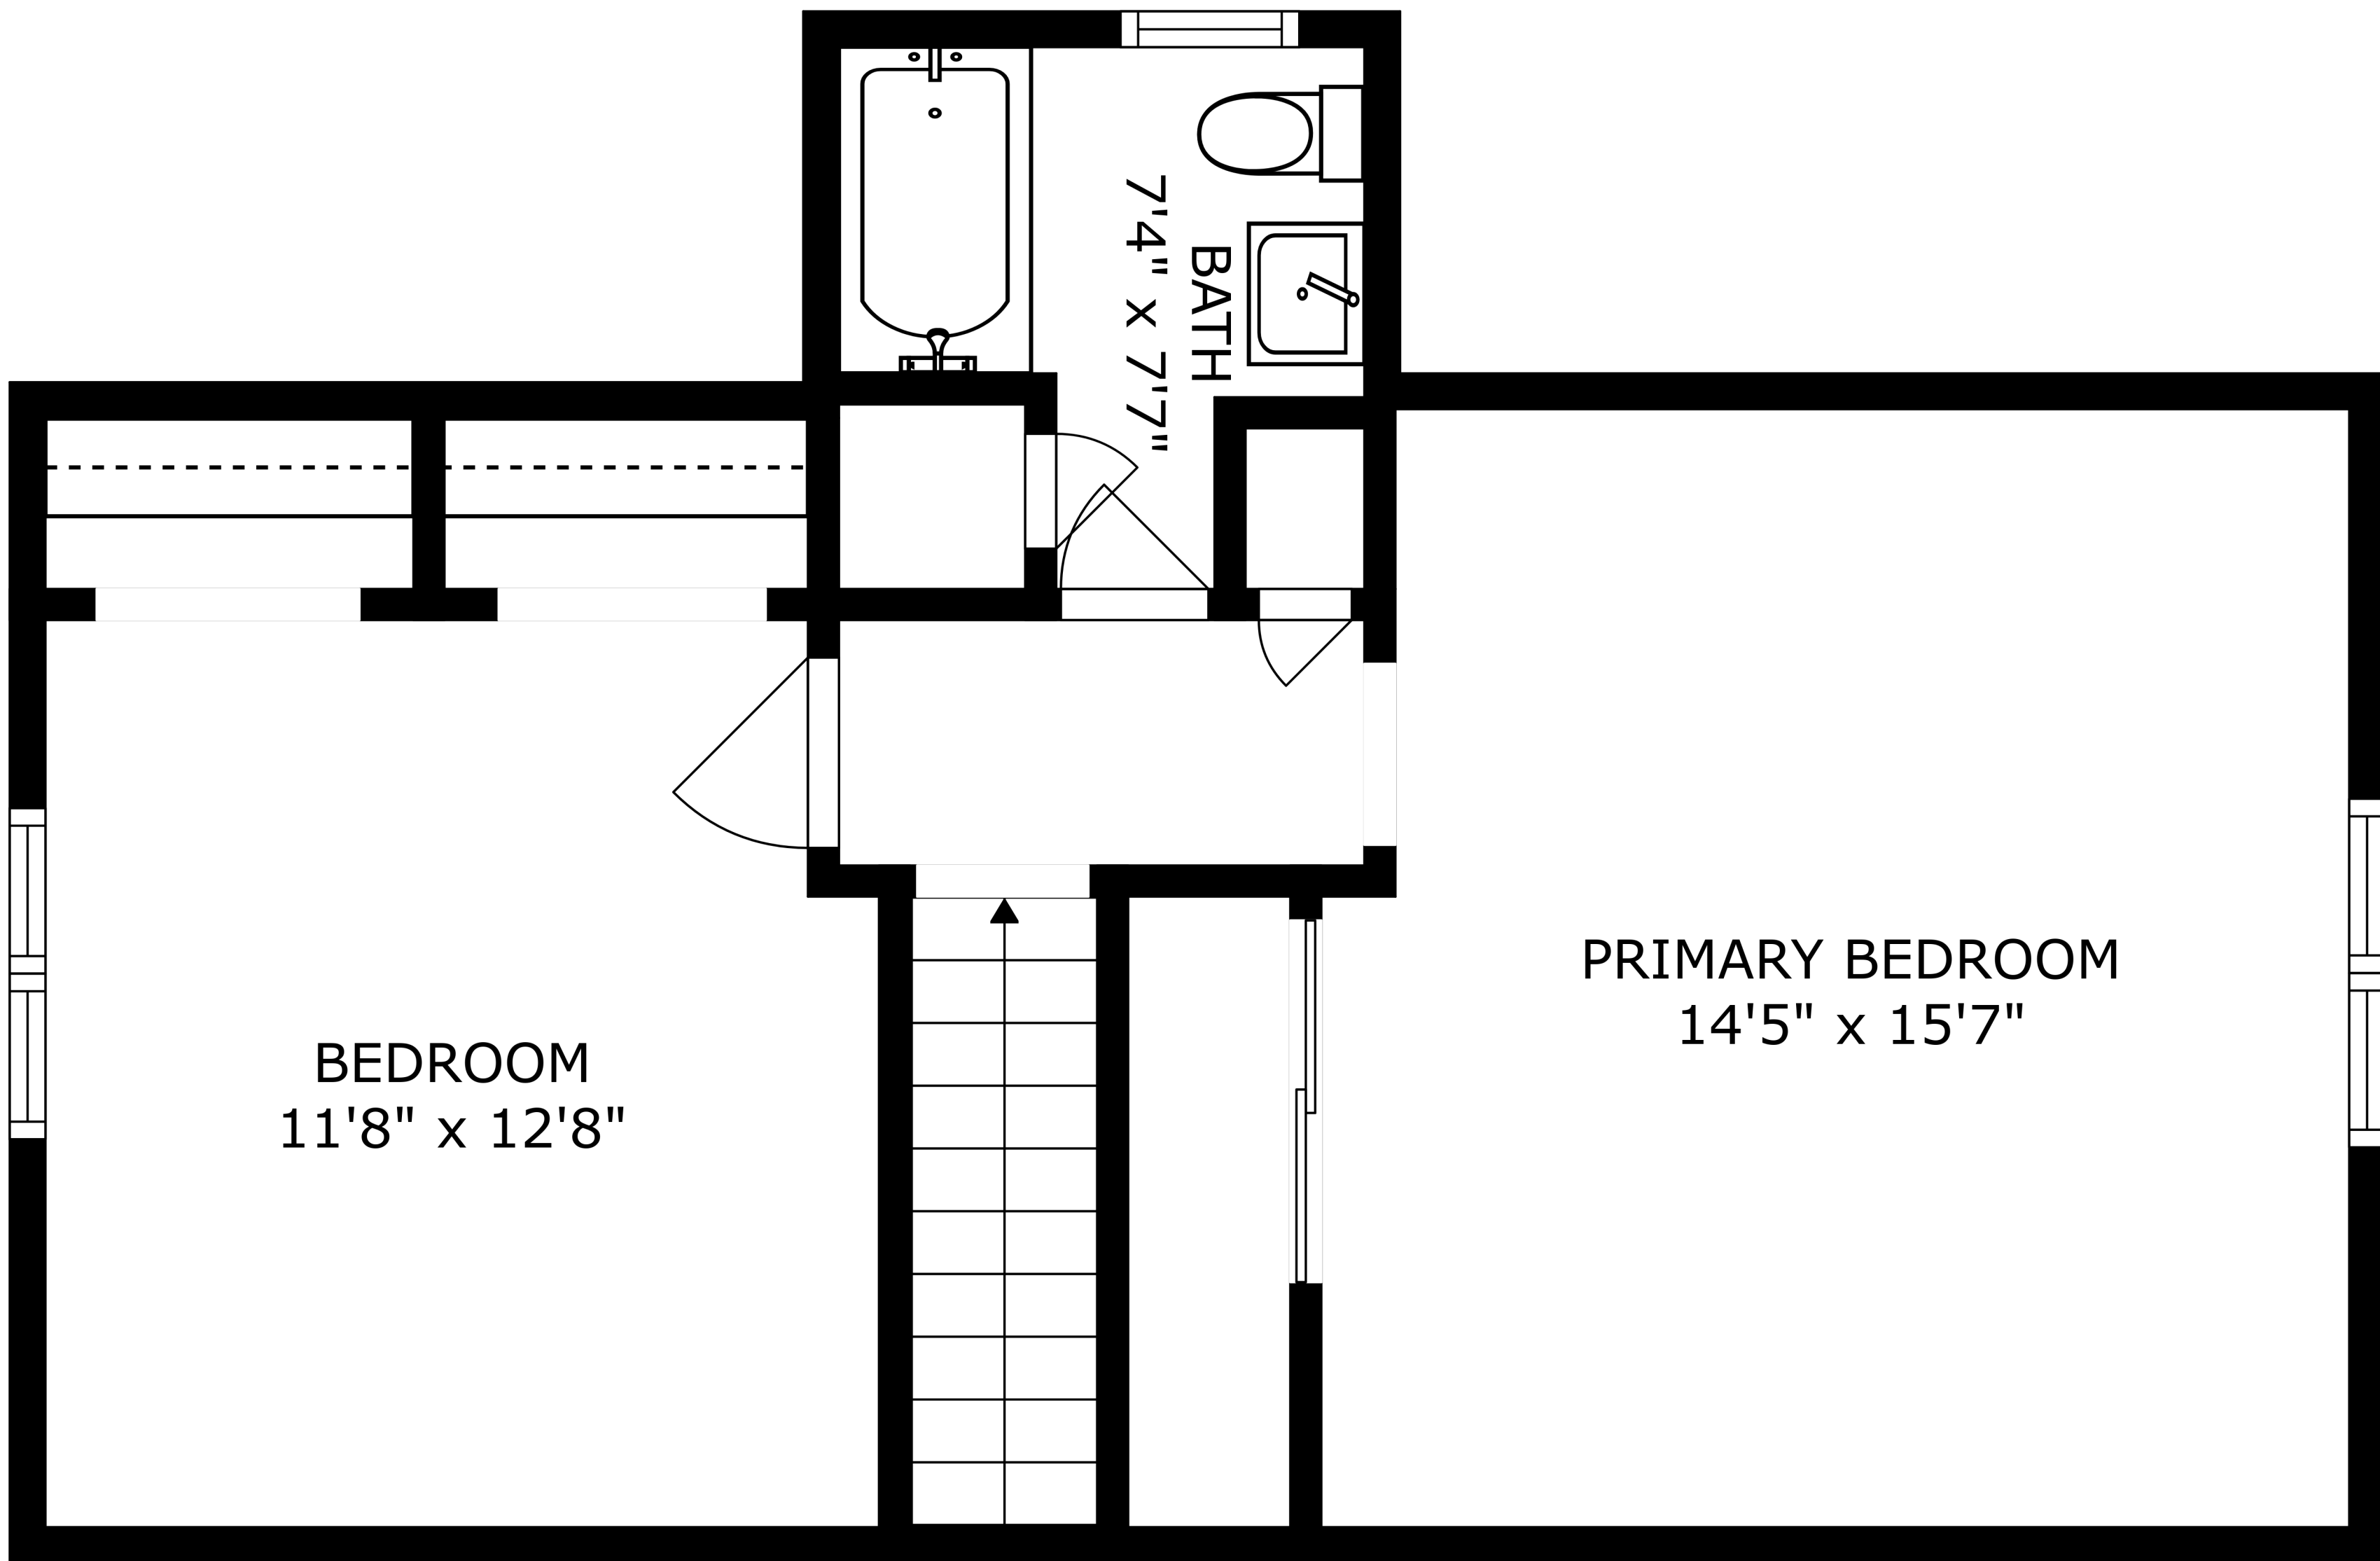 BATH
7'4" x 7'7"
PRIMARY BEDROOM
14'5" x 15'7"
BEDROOM
11'8" x 12'8"